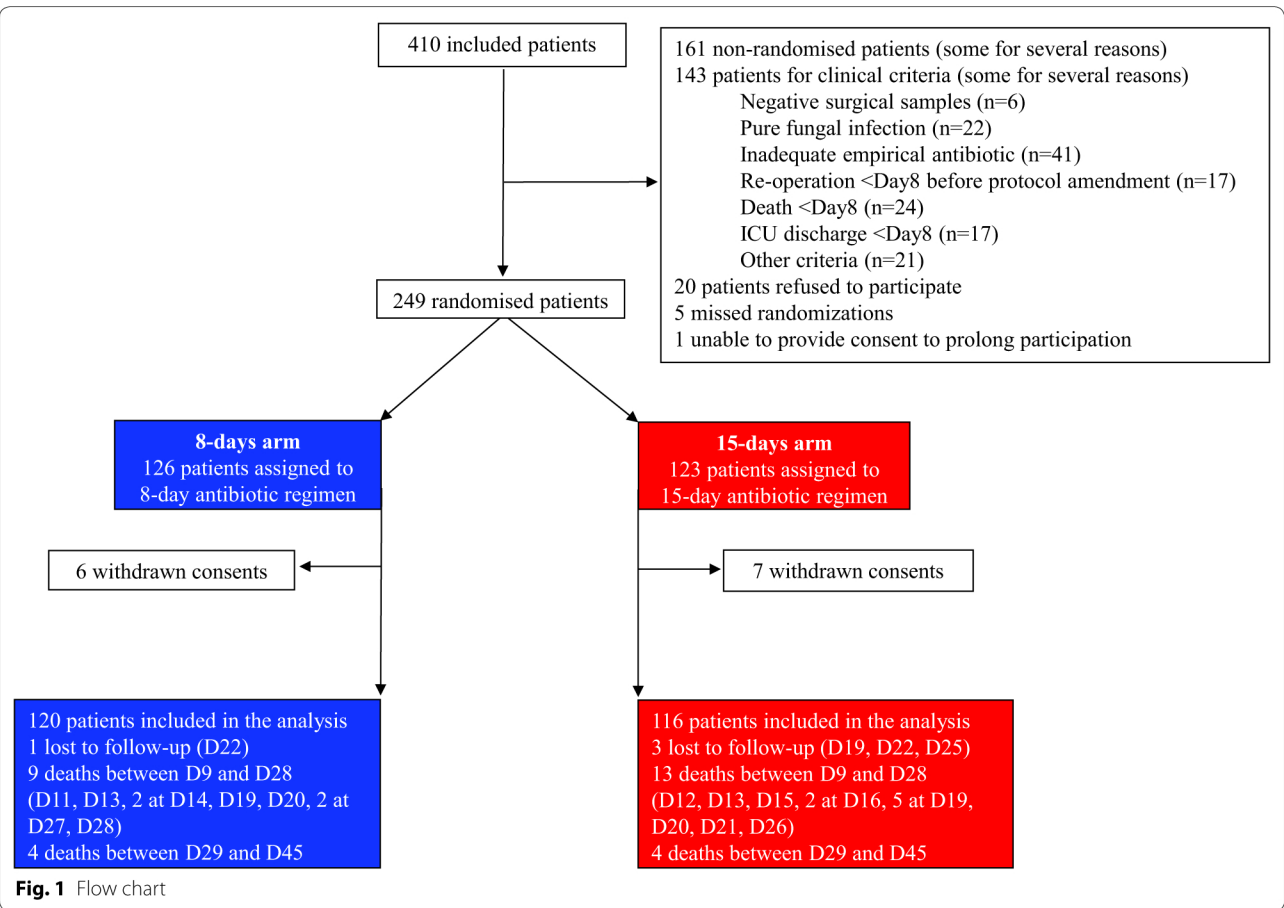 410 included patients
161 non-randomised patients (some for several reasons)
143 patients for clinical criteria (some for several reasons)
Negative surgical samples (n=6)
Pure fungal infection (n=22)
Inadequate empirical antibiotic (n=41)
Re-operation <Day8 before protocol amendment (n=17)
Death <Day8 (n=24)
ICU discharge <Day8 (n=17)
Other criteria (n=21)
20 patients refused to participate
5 missed randomizations
1 unable to provide consent to prolong participation
249 randomised patients
8-days arm
126 patients assigned to
8-day antibiotic regimen
15-days arm
123 patients assigned to
15-day antibiotic regimen
6 withdrawn consents
7 withdrawn consents
120 patients included in the analysis
1 lost to follow-up (D22)
9 deaths between D9 and D28
(D11, D13, 2 at D14, D19, D20, 2 at
D27, D28)
4 deaths between D29 and D45
116 patients included in the analysis
3 lost to follow-up (D19, D22, D25)
13 deaths between D9 and D28
(D12, D13, D15, 2 at D16, 5 at D19,
D20, D21, D26)
4 deaths between D29 and D45
Fig. 1 Flow chart